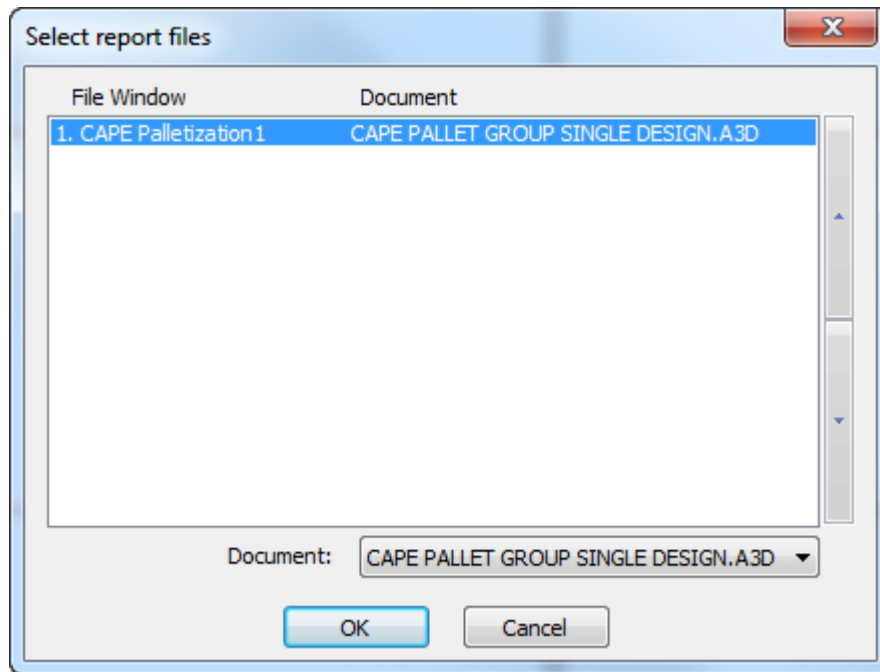 Select report files
File Window Document
1. CAPE Palletization1 CAPE PALLET GROUP SINGLE DESIGN.A3D
Document: CAPE PALLET GROUP SINGLE DESIGN.A3D
OK Cancel